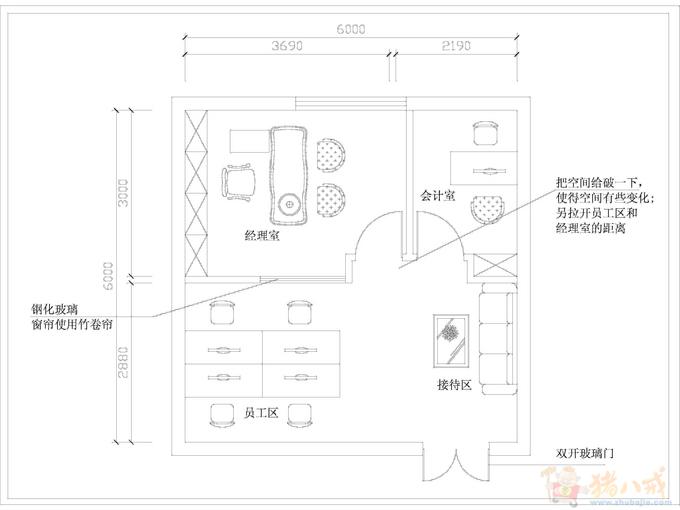 6000
3690
2190
把空间给破一下，
使得空间有些变化；
另拉开员工区和
经理室的距离
会计室
经理室
3000
6000
2880
钢化玻璃
窗帘使用竹卷帘
接待区
员工区
双开玻璃门
猪八戒
www.zhubajie.com